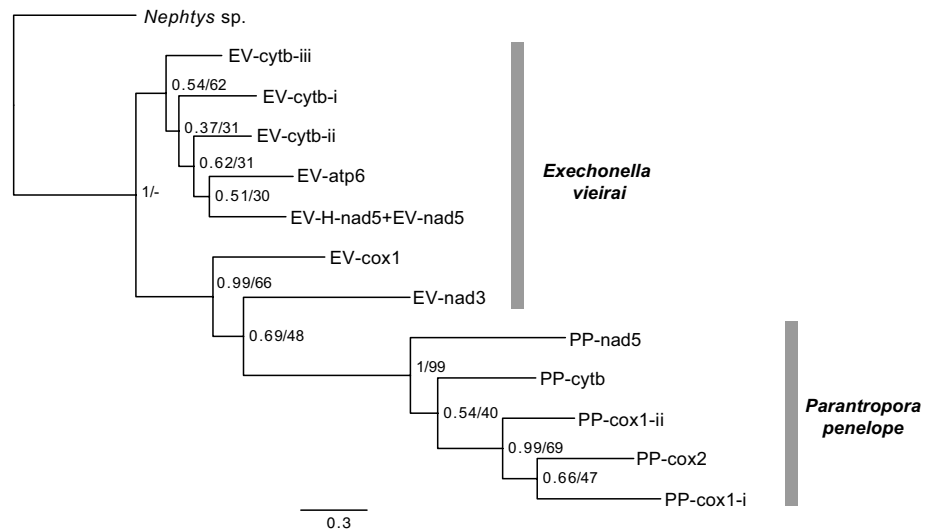 Nephtys sp.
EV-cytb-iii
0.54/62
EV-cytb-i
0.37/31
EV-cytb-ii
0.62/31
EV-atp6
0.51/30
EV-H-nad5+EV-nad5
1/-
Exechonella
vieirai
EV-cox1
0.99/66
EV-nad3
0.69/48
PP-nad5
1/99
PP-cytb
0.54/40
PP-cox1-ii
0.99/69
PP-cox2
0.66/47
PP-cox1-i
Parantropora
penelope
0.3